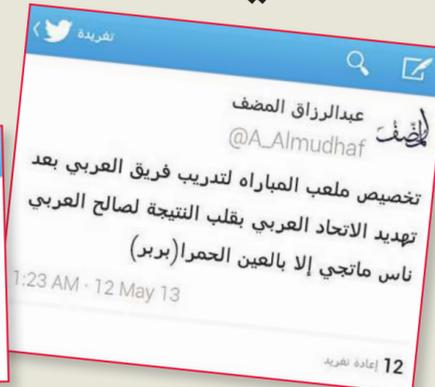 تغريدة
المضف
عبدالرزاق المضف
@A_Almudhaf
تخصيص ملعب المباراه لتدريب فريق العربي بعد
تهديد الاتحاد العربي بقلب النتيجة لصالح العربي
ناس ماتجي إلا بالعين الحمرا(بربر)
1:23 AM · 12 May 13
12 إعادة تغريد